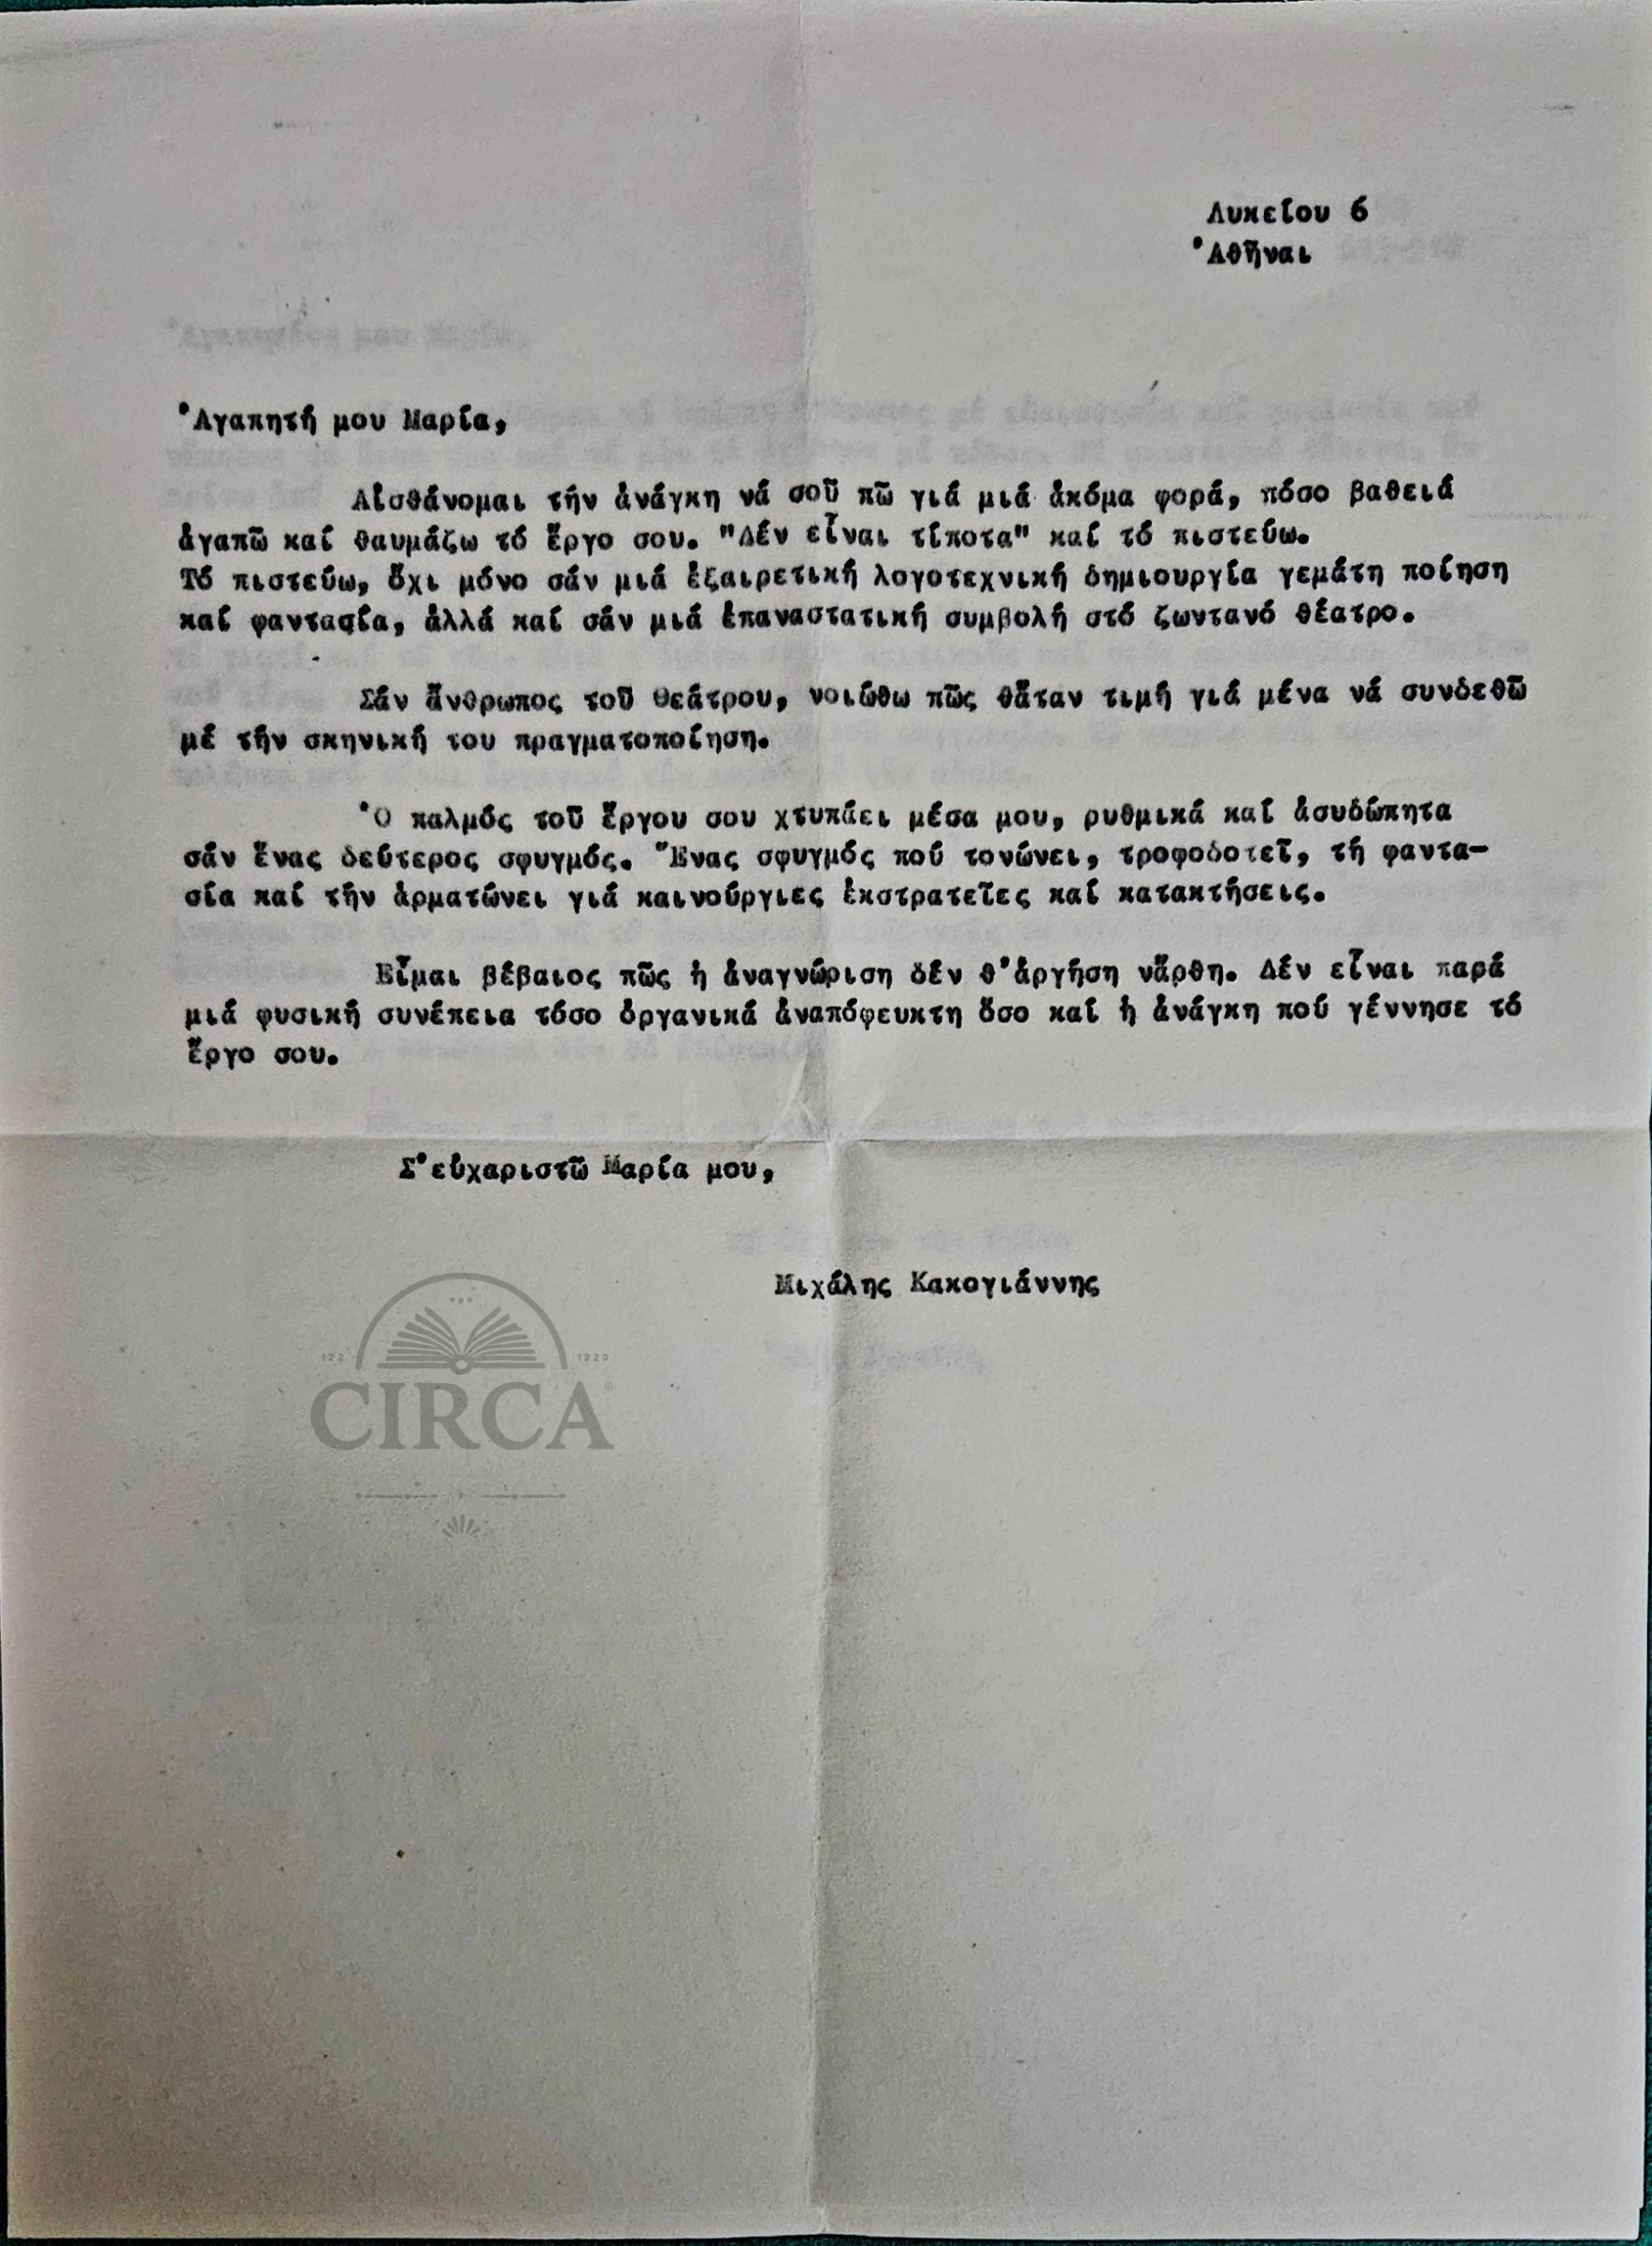 Λυκείου 6
Ἀθῆναι
Ἀγαπητή μου Μαρία,
Αἰσθάνομαι τήν ἀνάγκη νά σοῦ πῶ γιά μιά ἀκόμα φορά, πόσο βαθειά
ἀγαπῶ καί θαυμάζω τό ἔργο σου. "Δέν εἶναι τίποτα" καί τό πιστεύω.
Τό πιστεύω, ὄχι μόνο σάν μιά ἐξαιρετική λογοτεχνική δημιουργία γεμάτη ποίηση
καί φαντασία, ἀλλά καί σάν μιά ἐπαναστατική συμβολή στό ζωντανό θέατρο.
Σάν ἄνθρωπος τοῦ θεάτρου, νοιώθω πῶς θἄταν τιμή γιά μένα νά συνδεθῶ
μέ τήν σκηνική του πραγματοποίηση.
Ὁ παλμός τοῦ ἔργου σου χτυπάει μέσα μου, ρυθμικά καί ἀσυδώπητα
σάν ἕνας δεύτερος σφυγμός. Ἕνας σφυγμός πού τονώνει, τροφοδοτεῖ, τή φαντα-
σία καί τήν ἁρματώνει γιά καινούργιες ἐκστρατεῖες καί κατακτήσεις.
Εἶμαι βέβαιος πῶς ἡ ἀναγνώριση δέν θ'ἀργήση νἄρθη. Δέν εἶναι παρά
μιά φυσική συνέπεια τόσο ὀργανικά ἀναπόφευκτη ὅσο καί ἡ ἀνάγκη πού γέννησε τό
ἔργο σου.
Σ'εὐχαριστῶ Μαρία μου,
Μιχάλης Κακογιάννης
CIRCA